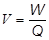 V = W/Q